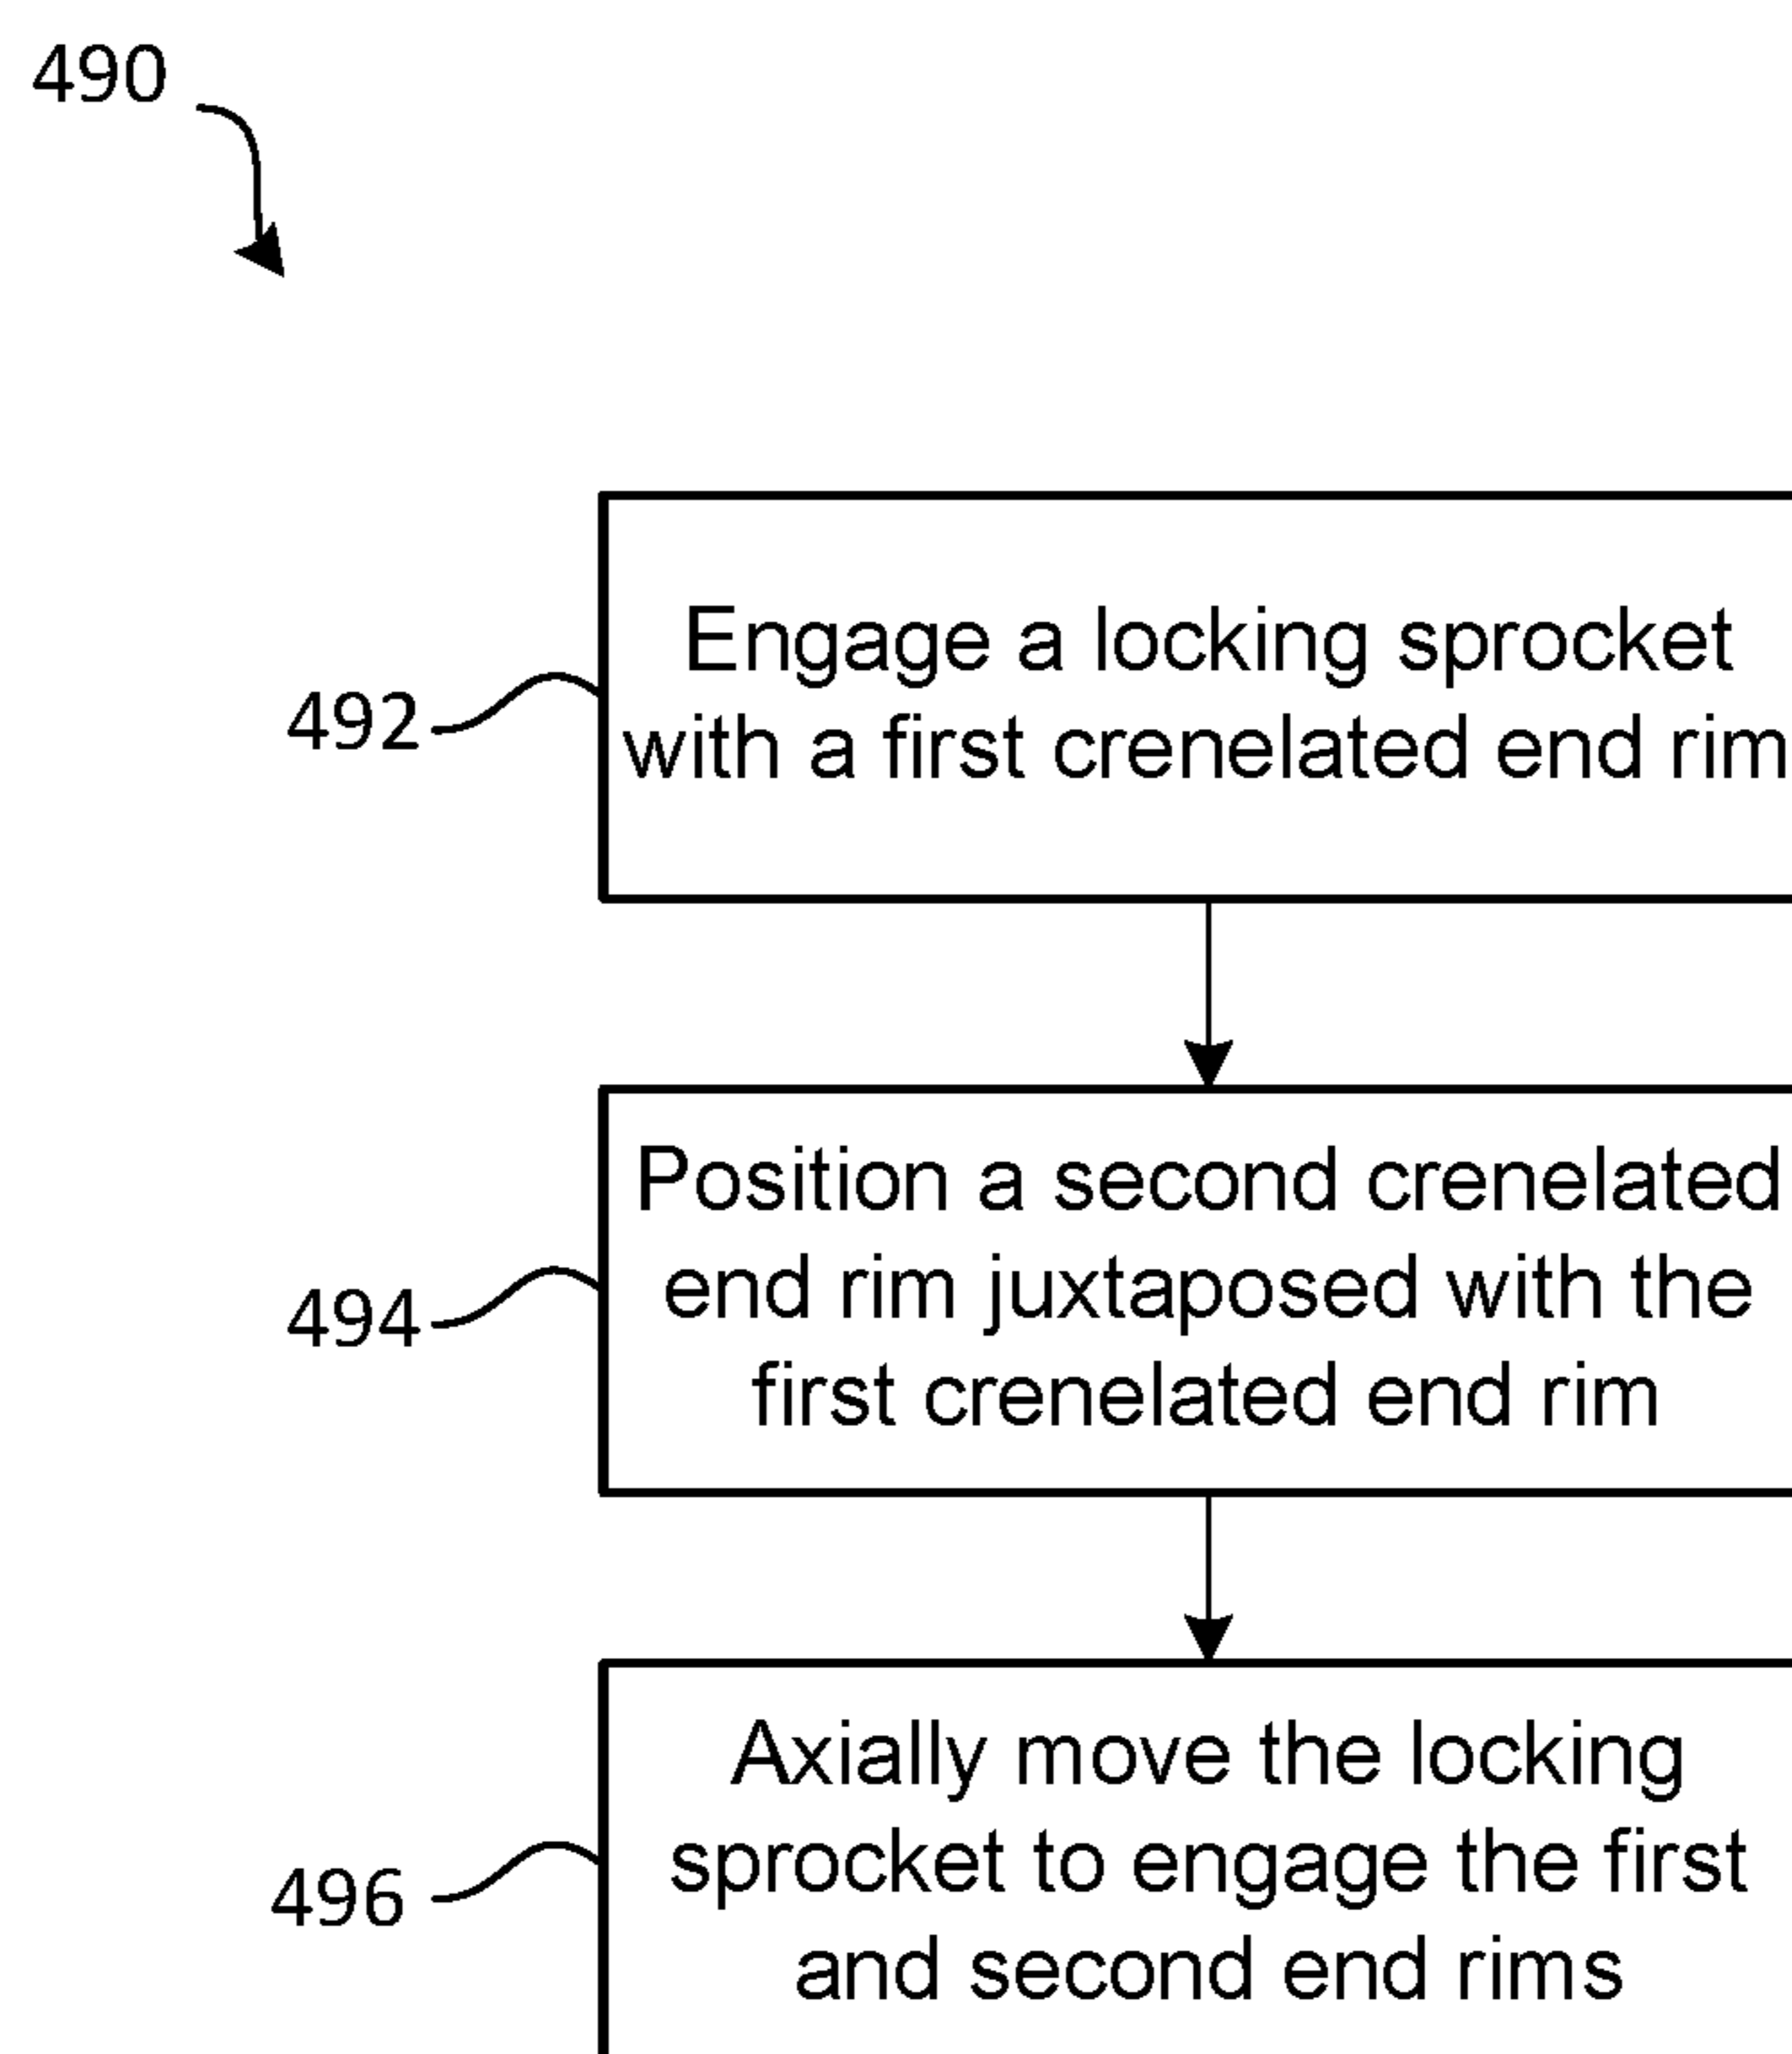 490
Engage a locking sprocket
with a first crenelated end rim
492
Position a second crenelated
end rim juxtaposed with the
first crenelated end rim
494
Axially move the locking
sprocket to engage the first
and second end rims
496